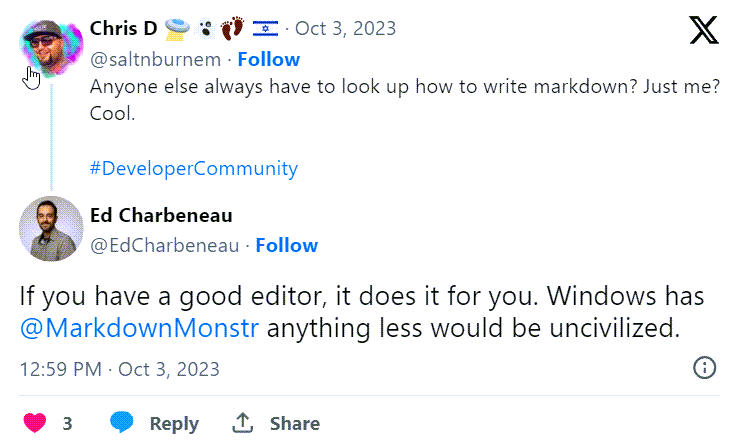 Chris D 🛸 👻 👣 🇮🇱 · Oct 3, 2023
@saltnburnem · Follow
Anyone else always have to look up how to write markdown? Just me?
Cool.
#DeveloperCommunity
Ed Charbeneau
@EdCharbeneau · Follow
If you have a good editor, it does it for you. Windows has
@MarkdownMonstr anything less would be uncivilized.
12:59 PM · Oct 3, 2023
3 Reply Share